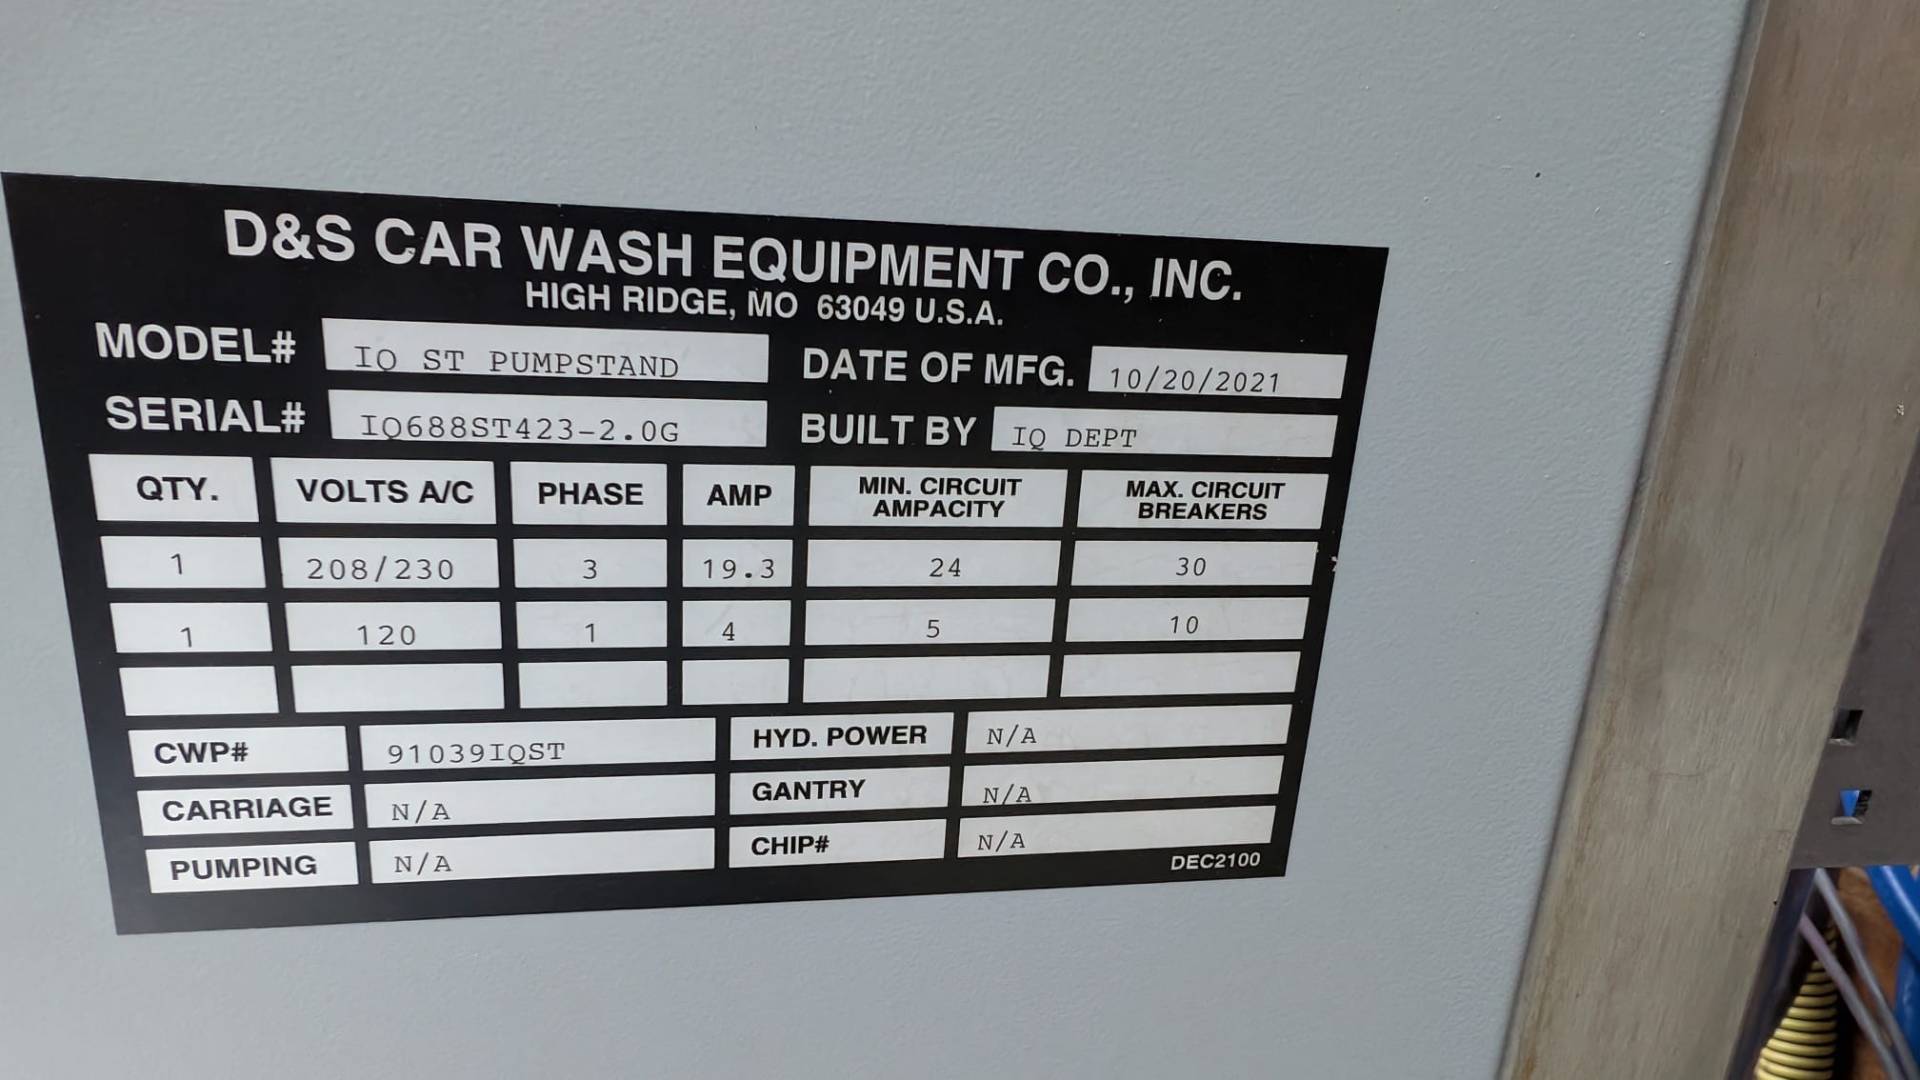 D&S CAR WASH EQUIPMENT CO., INC.
HIGH RIDGE, MO 63049 U.S.A.
MODEL# IQ ST PUMPSTAND DATE OF MFG. 10/20/2021
SERIAL# IQ688ST423-2.0G BUILT BY IQ DEPT
QTY. VOLTS A/C PHASE AMP MIN. CIRCUIT AMPACITY MAX. CIRCUIT BREAKERS
1 208/230 3 19.3 24 30
1 120 1 4 5 10
CWP# 91039IQST HYD. POWER N/A
CARRIAGE N/A GANTRY N/A
PUMPING N/A CHIP# N/A
DEC2100